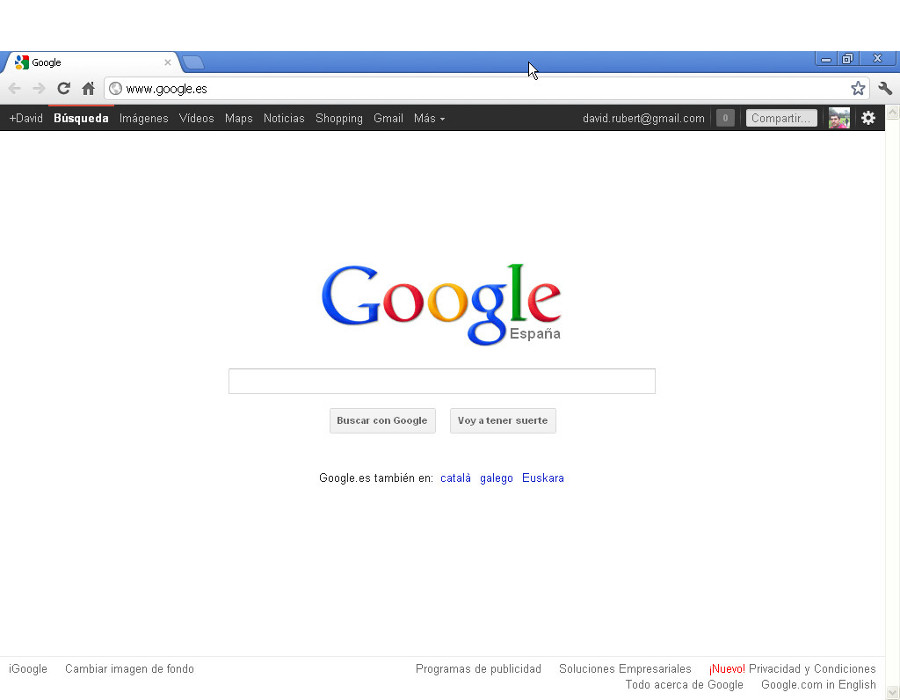 Google
www.google.es
+David Búsqueda Imágenes Vídeos Maps Noticias Shopping Gmail Más david.rubert@gmail.com 0 Compartir...
Google
España
Buscar con Google Voy a tener suerte
Google.es también en: català galego Euskara
iGoogle Cambiar imagen de fondo Programas de publicidad Soluciones Empresariales ¡Nuevo! Privacidad y Condiciones
Todo acerca de Google Google.com in English